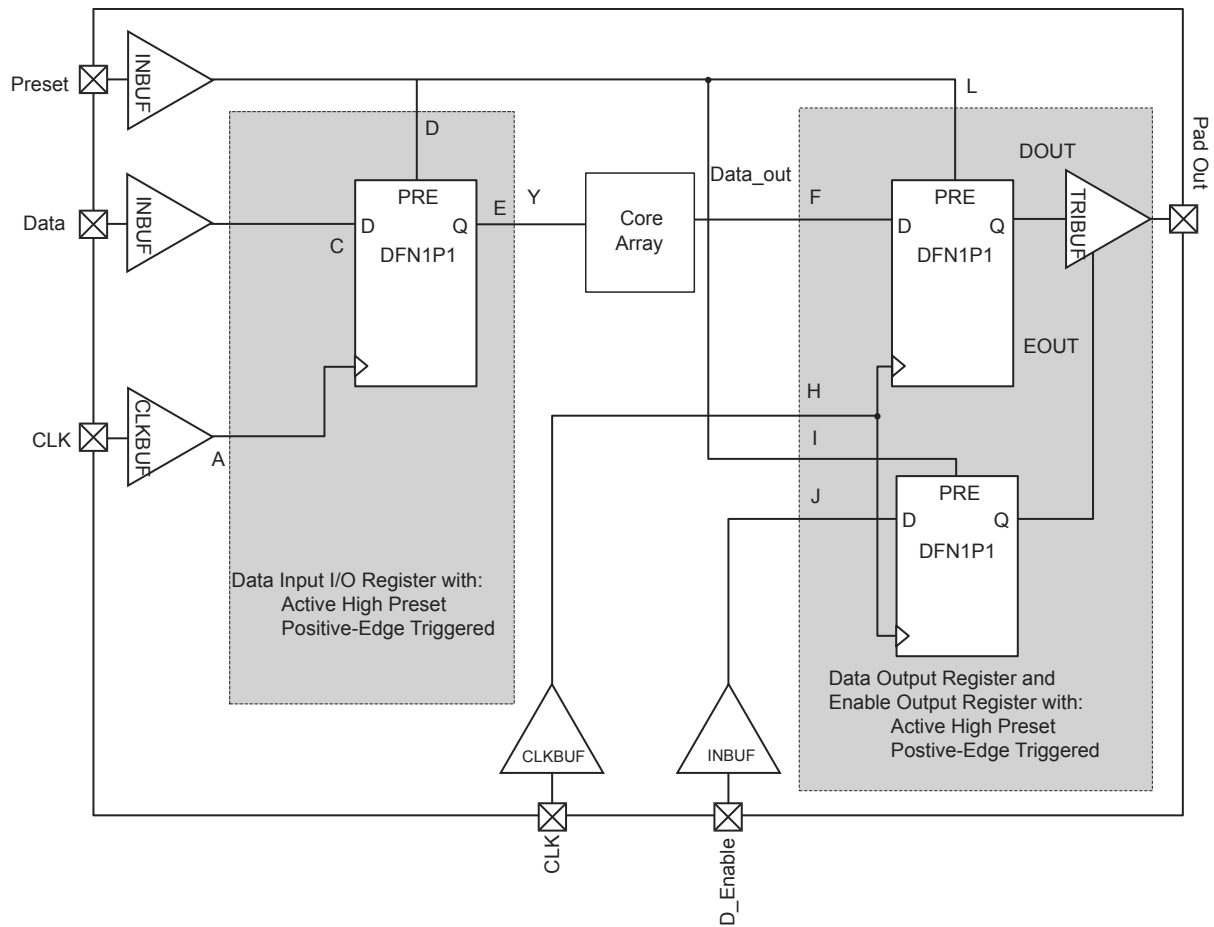 Preset
INBUF
D
L
PRE
D
Q
DFN1P1
Data
INBUF
C
E
Y
Core
Array
Data_out
F
PRE
D
Q
DFN1P1
DOUT
TRIBUF
Pad Out
EOUT
CLK
CLKBUF
A
H
I
J
PRE
D
Q
DFN1P1
Data Input I/O Register with:
Active High Preset
Positive-Edge Triggered
Data Output Register and
Enable Output Register with:
Active High Preset
Postive-Edge Triggered
CLKBUF
INBUF
CLK
D_Enable